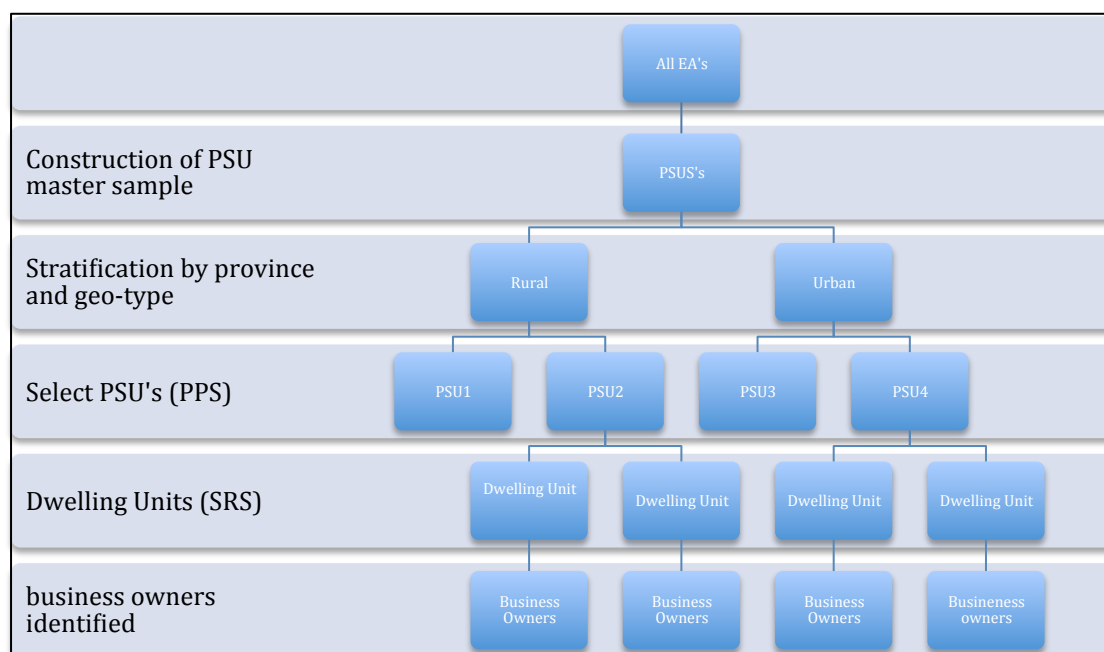 All EA's
Construction of PSU
master sample
PSUS's
Stratification by province
and geo-type
Rural
Urban
Select PSU's (PPS)
PSU1
PSU2
PSU3
PSU4
Dwelling Units (SRS)
Dwelling Unit
Dwelling Unit
Dwelling Unit
Dwelling Unit
business owners
identified
Business
Owners
Business
Owners
Business
Owners
Busineness
owners